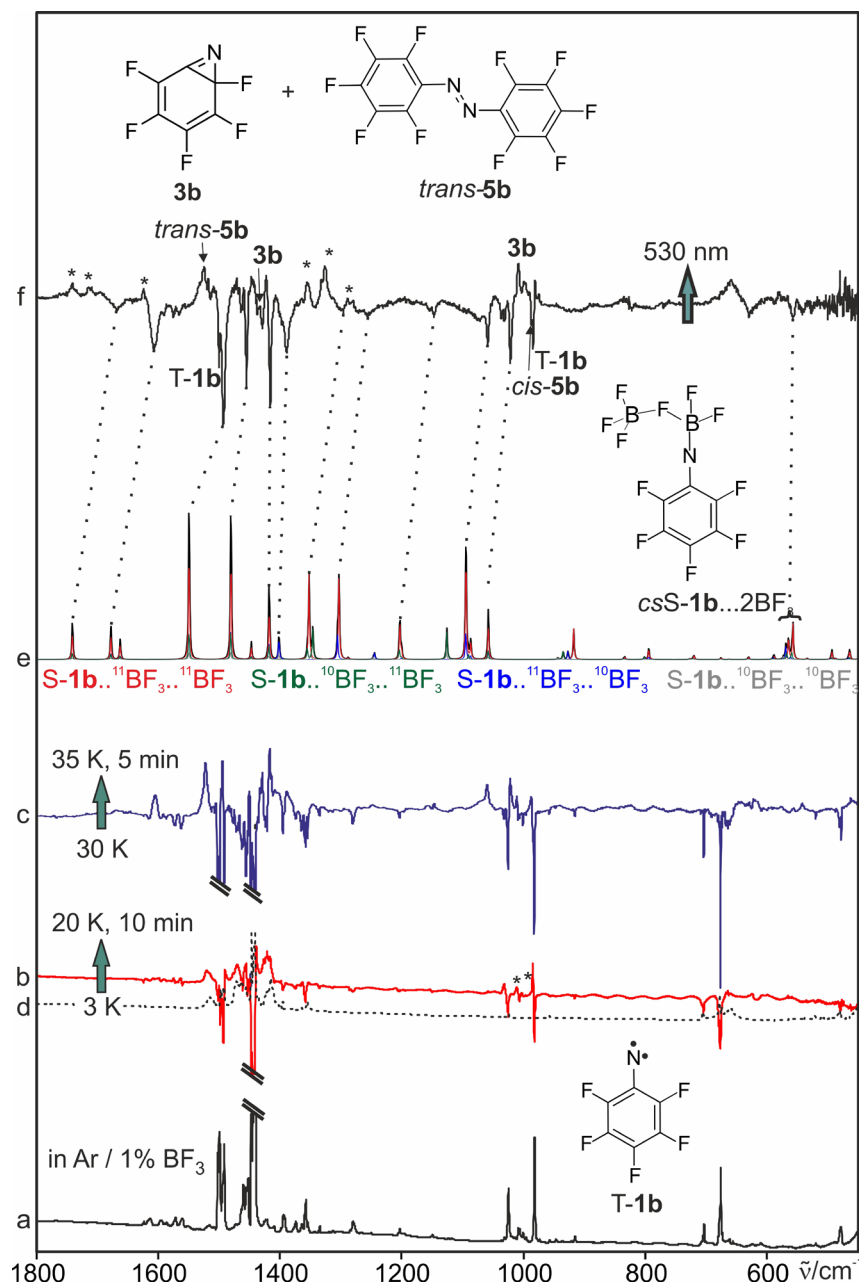 N
F
F
F
F
F
3b
+
F
F
F
F
F
N
N
F
F
F
F
F
trans-5b
trans-5b
3b
3b
530 nm
* * * * * *
f
T-1b
T-1b
cis-5b
F
F
F
F
F
F
B
B
N
F
F
F
F
F
csS-1b...2BF3
e
S-1b..¹¹BF₃..¹¹BF₃ S-1b..¹⁰BF₃..¹¹BF₃ S-1b..¹¹BF₃..¹⁰BF₃ S-1b..¹⁰BF₃..¹⁰BF₃
35 K, 5 min
c
30 K
20 K, 10 min
b
* *
d
3 K
N
F
F
F
F
F
T-1b
in Ar / 1% BF₃
a
1800 1600 1400 1200 1000 800 600 ṽ/cm⁻